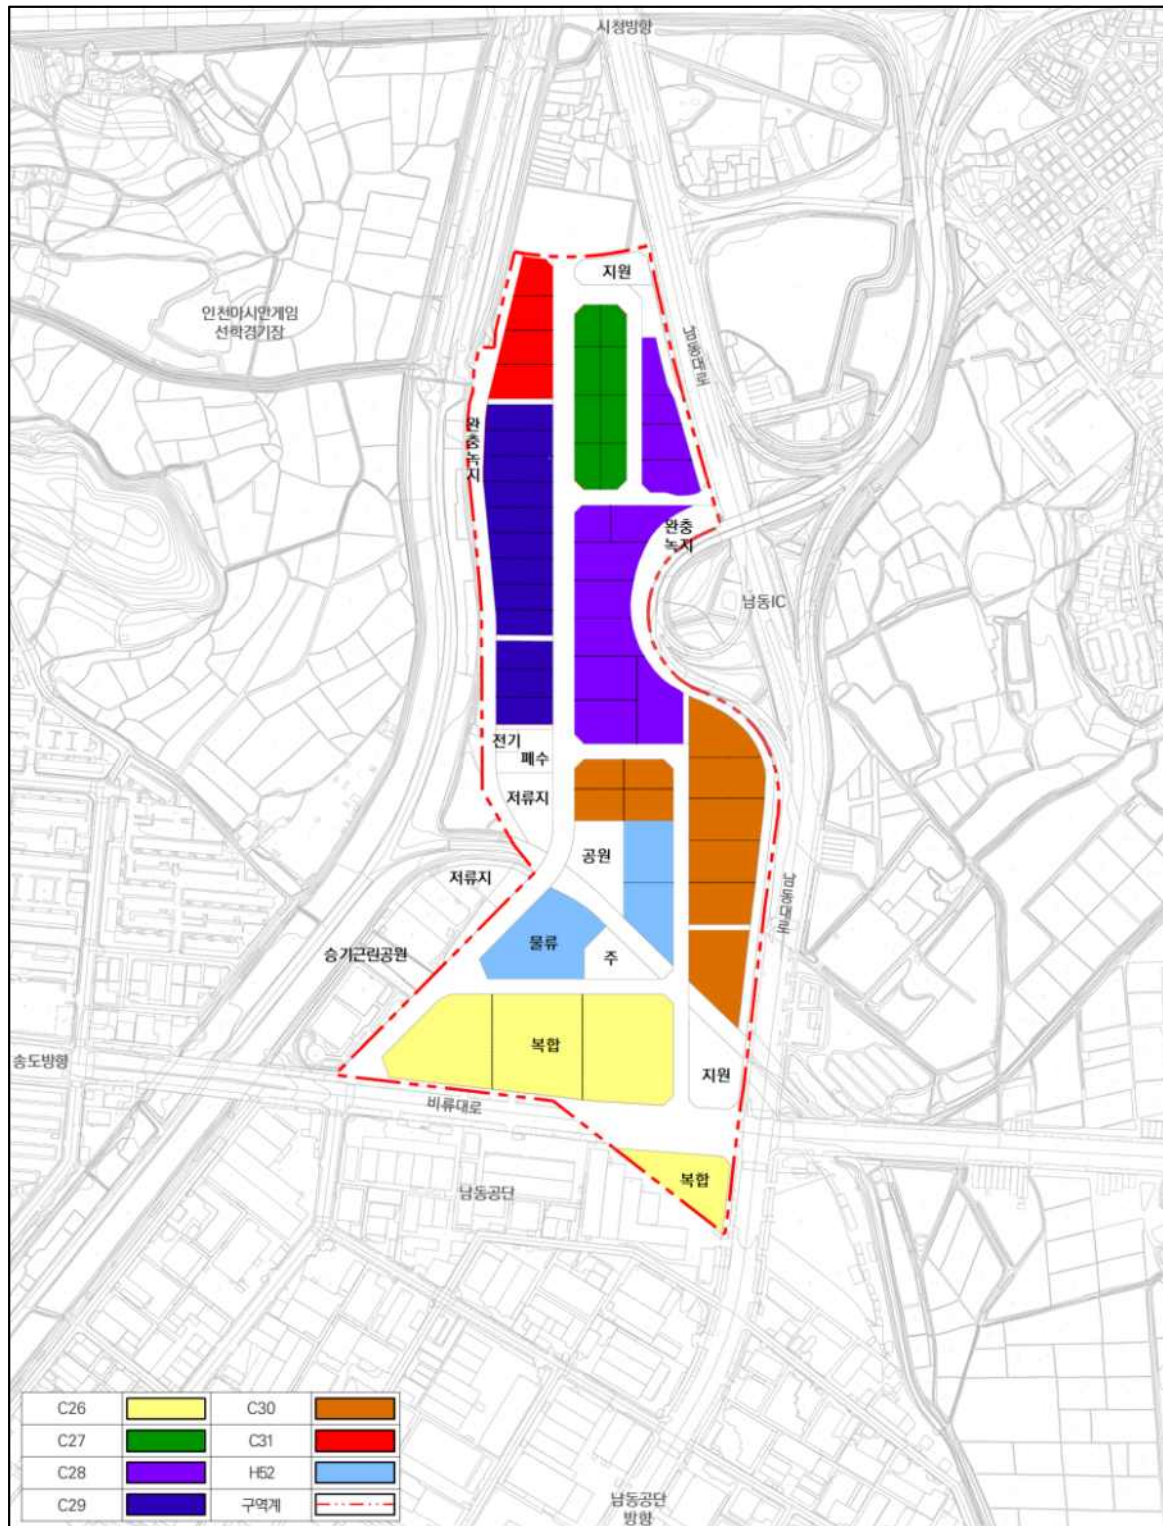 시청방향
지원
인천아시안게임
선학경기장
남동대로
완충녹지
완충
녹지
남동IC
전기
폐수
저류지
공원
저류지
남동대로
물류
승기근린공원
주
복합
송도방향
지원
비류대로
복합
남동공단
C26 C30
C27 C31
C28 H52
C29 구역계
남동공단
방향